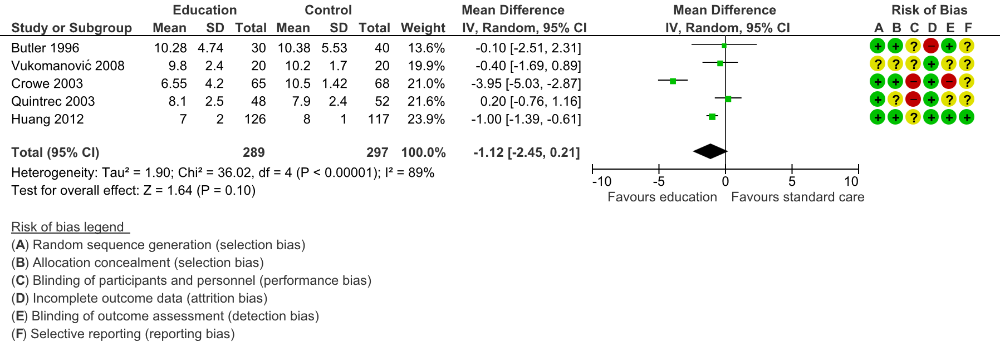 Education Control Mean Difference Mean Difference Risk of Bias
Study or Subgroup Mean SD Total Mean SD Total Weight IV, Random, 95% CI IV, Random, 95% CI A B C D E F
Butler 1996 10.28 4.74 30 10.38 5.53 40 13.6% -0.10 [-2.51, 2.31] + + ? − + ?
Vukomanović 2008 9.8 2.4 20 10.2 1.7 20 19.9% -0.40 [-1.69, 0.89] ? ? ? + ? ?
Crowe 2003 6.55 4.2 65 10.5 1.42 68 21.0% -3.95 [-5.03, -2.87] + + − + − ?
Quintrec 2003 8.1 2.5 48 7.9 2.4 52 21.6% 0.20 [-0.76, 1.16] + ? − + ? ?
Huang 2012 7 2 126 8 1 117 23.9% -1.00 [-1.39, -0.61] + + ? + + +
Total (95% CI) 289 297 100.0% -1.12 [-2.45, 0.21]
Heterogeneity: Tau² = 1.90; Chi² = 36.02, df = 4 (P < 0.00001); I² = 89%
Test for overall effect: Z = 1.64 (P = 0.10)
-10 -5 0 5 10
Favours education Favours standard care
Risk of bias legend
(A) Random sequence generation (selection bias)
(B) Allocation concealment (selection bias)
(C) Blinding of participants and personnel (performance bias)
(D) Incomplete outcome data (attrition bias)
(E) Blinding of outcome assessment (detection bias)
(F) Selective reporting (reporting bias)